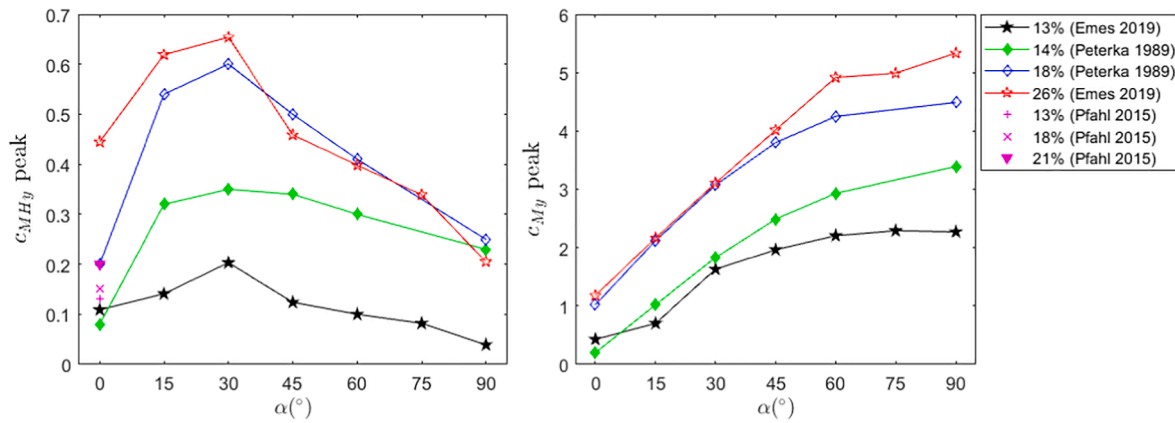 c_MHy peak
0.7
0.6
0.5
0.4
0.3
0.2
0.1
0
0 15 30 45 60 75 90
α(°)
c_My peak
6
5
4
3
2
1
0
0 15 30 45 60 75 90
α(°)
13% (Emes 2019)
14% (Peterka 1989)
18% (Peterka 1989)
26% (Emes 2019)
13% (Pfahl 2015)
18% (Pfahl 2015)
21% (Pfahl 2015)